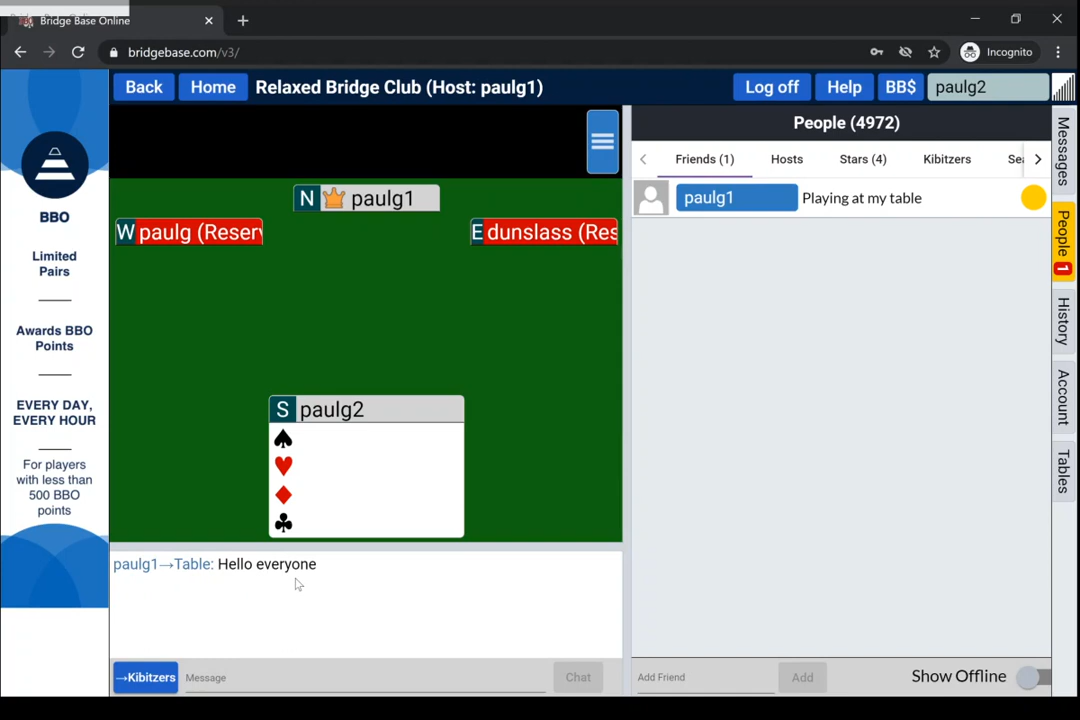 Bridge Base Online
bridgebase.com/v3/
Incognito
Back
Home
Relaxed Bridge Club (Host: paulg1)
Log off
Help
BB$
paulg2
BBO
Limited
Pairs
Awards BBO
Points
EVERY DAY,
EVERY HOUR
For players
with less than
500 BBO
points
N paulg1
W paulg (Reser
E dunslass (Res
S paulg2
paulg1→Table: Hello everyone
→Kibitzers
Message
Chat
People (4972)
Friends (1)
Hosts
Stars (4)
Kibitzers
Sea
paulg1
Playing at my table
Add Friend
Add
Show Offline
Messages
People 1
History
Account
Tables